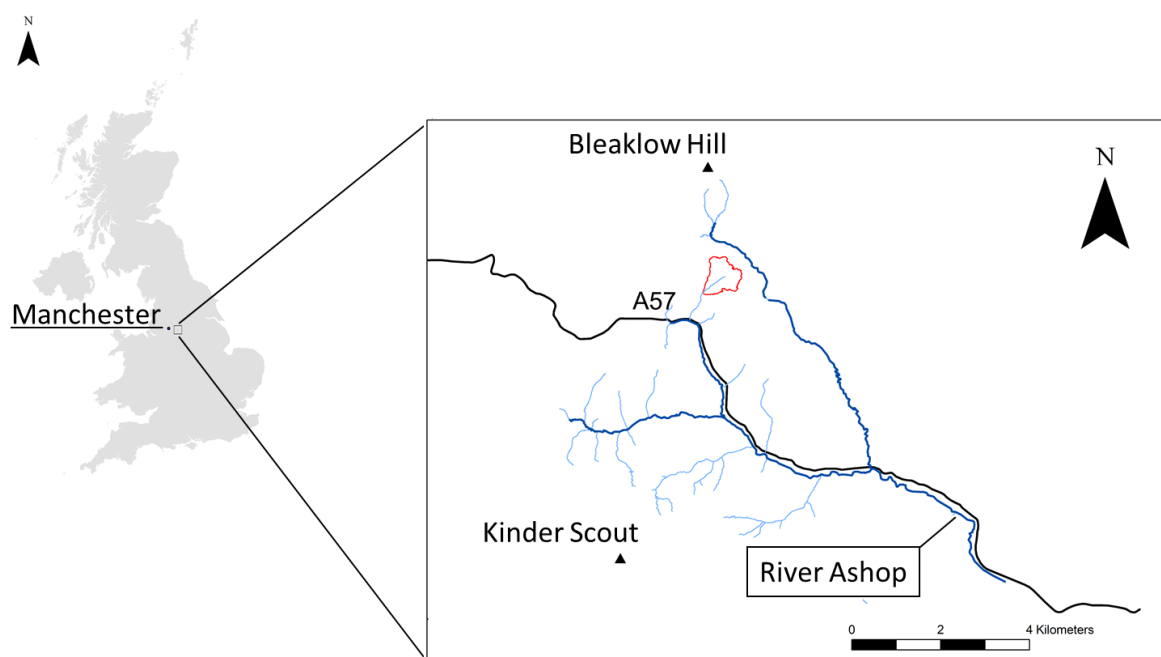 N
Manchester
Bleaklow Hill
N
A57
Kinder Scout
River Ashop
0 2 4 Kilometers